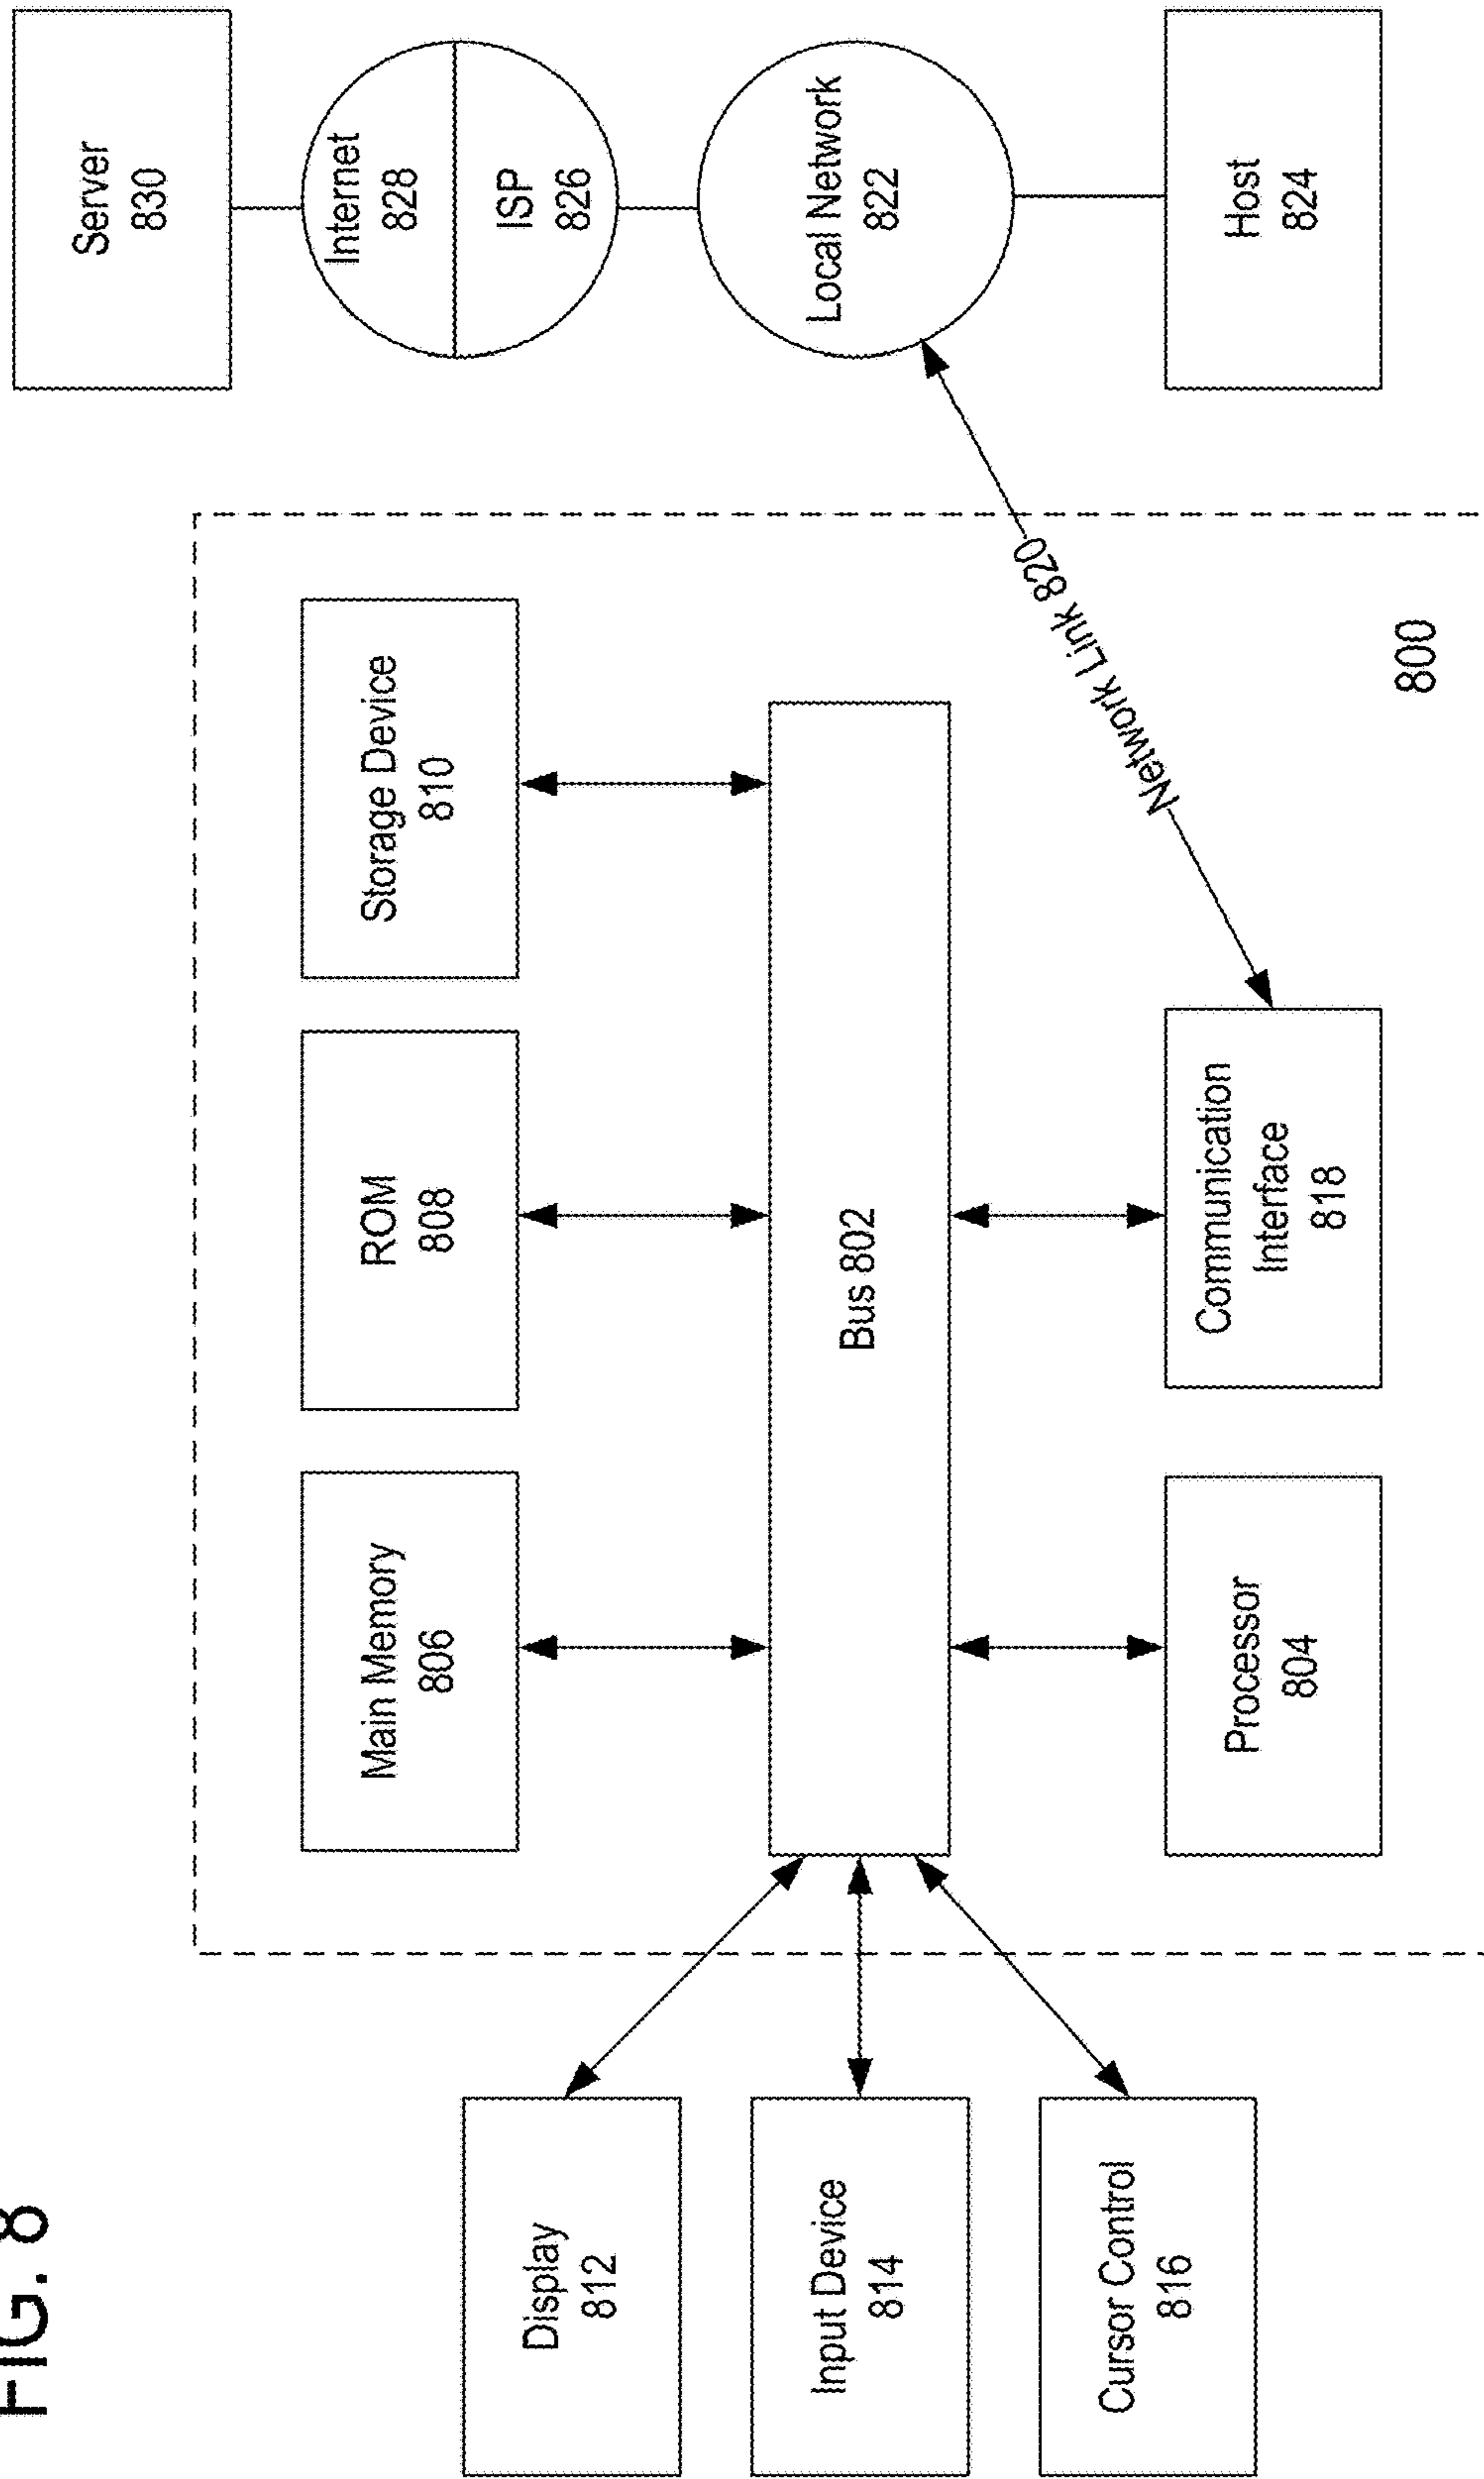 FIG. 8
Display
812
Input Device
814
Cursor Control
816
Main Memory
806
ROM
808
Storage Device
810
Bus 802
Processor
804
Communication
Interface
818
800
Network Link 820
Server
830
Internet
828
ISP
826
Local Network
822
Host
824